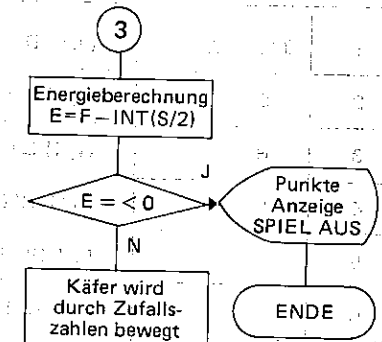 3
Energieberechnung
E=F−INT(S/2)
J
E =< 0
Punkte
Anzeige
SPIEL AUS
N
Käfer wird
durch Zufalls-
zahlen bewegt
ENDE